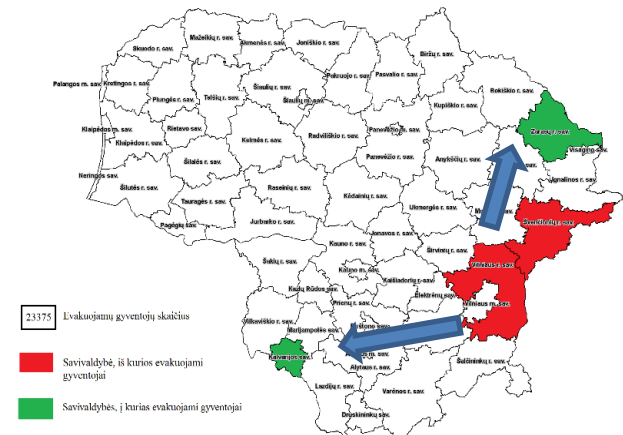 Skuodo r. sav.
Mažeikių r. sav.
Akmenės r. sav.
Joniškio r. sav.
Biržų r. sav.
Pakruojo r. sav.
Pasvalio r. sav.
Rokiškio r. sav.
Palangos m. sav.
Kretingos r. sav.
Plungės r. sav.
Telšių r. sav.
Šiaulių r. sav.
Šiaulių m. sav.
Kupiškio r. sav.
Zarasų r. sav.
Visagino sav.
Klaipėdos m. sav.
Klaipėdos r. sav.
Rietavo sav.
Kelmės r. sav.
Radviliškio r. sav.
Panevėžio m. sav.
Panevėžio r. sav.
Anykščių r. sav.
Ignalinos r. sav.
Neringos sav.
Šilalės r. sav.
Šilutės r. sav.
Tauragės r. sav.
Raseinių r. sav.
Kėdainių r. sav.
Ukmergės r. sav.
Švenčionių r. sav.
Pagėgių sav.
Jurbarko r. sav.
Jonavos r. sav.
Širvintų r. sav.
Kauno r. sav.
Kauno m. sav.
Vilniaus r. sav.
Šakių r. sav.
Kaišiadorių r. sav.
Elektrėnų sav.
Vilniaus m. sav.
Kazlų Rūdos sav.
Prienų r. sav.
Vilkaviškio r. sav.
Marijampolės sav.
Kalvarijos sav.
Alytaus r. sav.
Šalčininkų r. sav.
Lazdijų r. sav.
Varėnos r. sav.
Druskininkų sav.
23375 Evakuojamų gyventojų skaičius
Savivaldybė, iš kurios evakuojami
gyventojai
Savivaldybės, į kurias evakuojami gyventojai